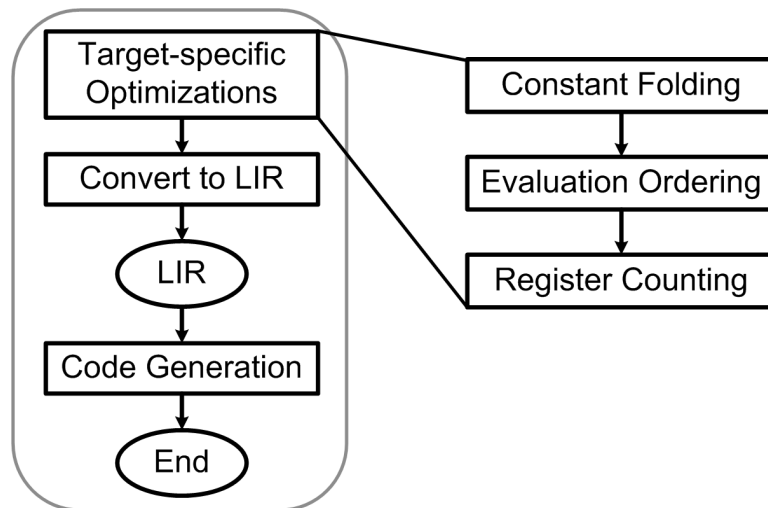 Target-specific
Optimizations
Convert to LIR
LIR
Code Generation
End
Constant Folding
Evaluation Ordering
Register Counting